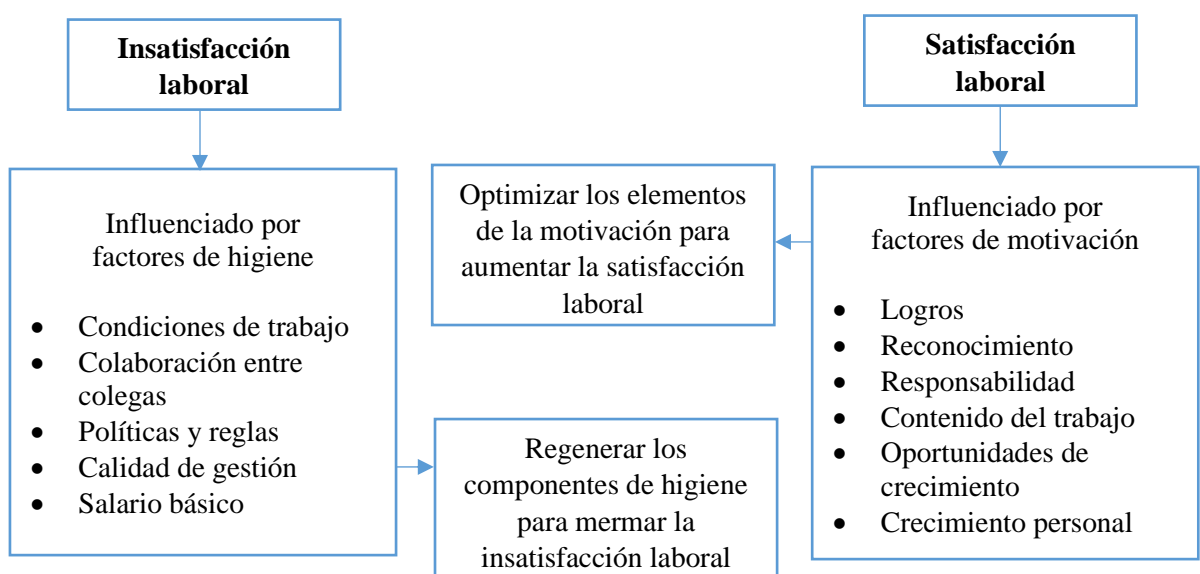 Insatisfacción
laboral
Influenciado por
factores de higiene
• Condiciones de trabajo
• Colaboración entre
colegas
• Políticas y reglas
• Calidad de gestión
• Salario básico
Optimizar los elementos
de la motivación para
aumentar la satisfacción
laboral
Regenerar los
componentes de higiene
para mermar la
insatisfacción laboral
Satisfacción
laboral
Influenciado por
factores de motivación
• Logros
• Reconocimiento
• Responsabilidad
• Contenido del trabajo
• Oportunidades de
crecimiento
• Crecimiento personal